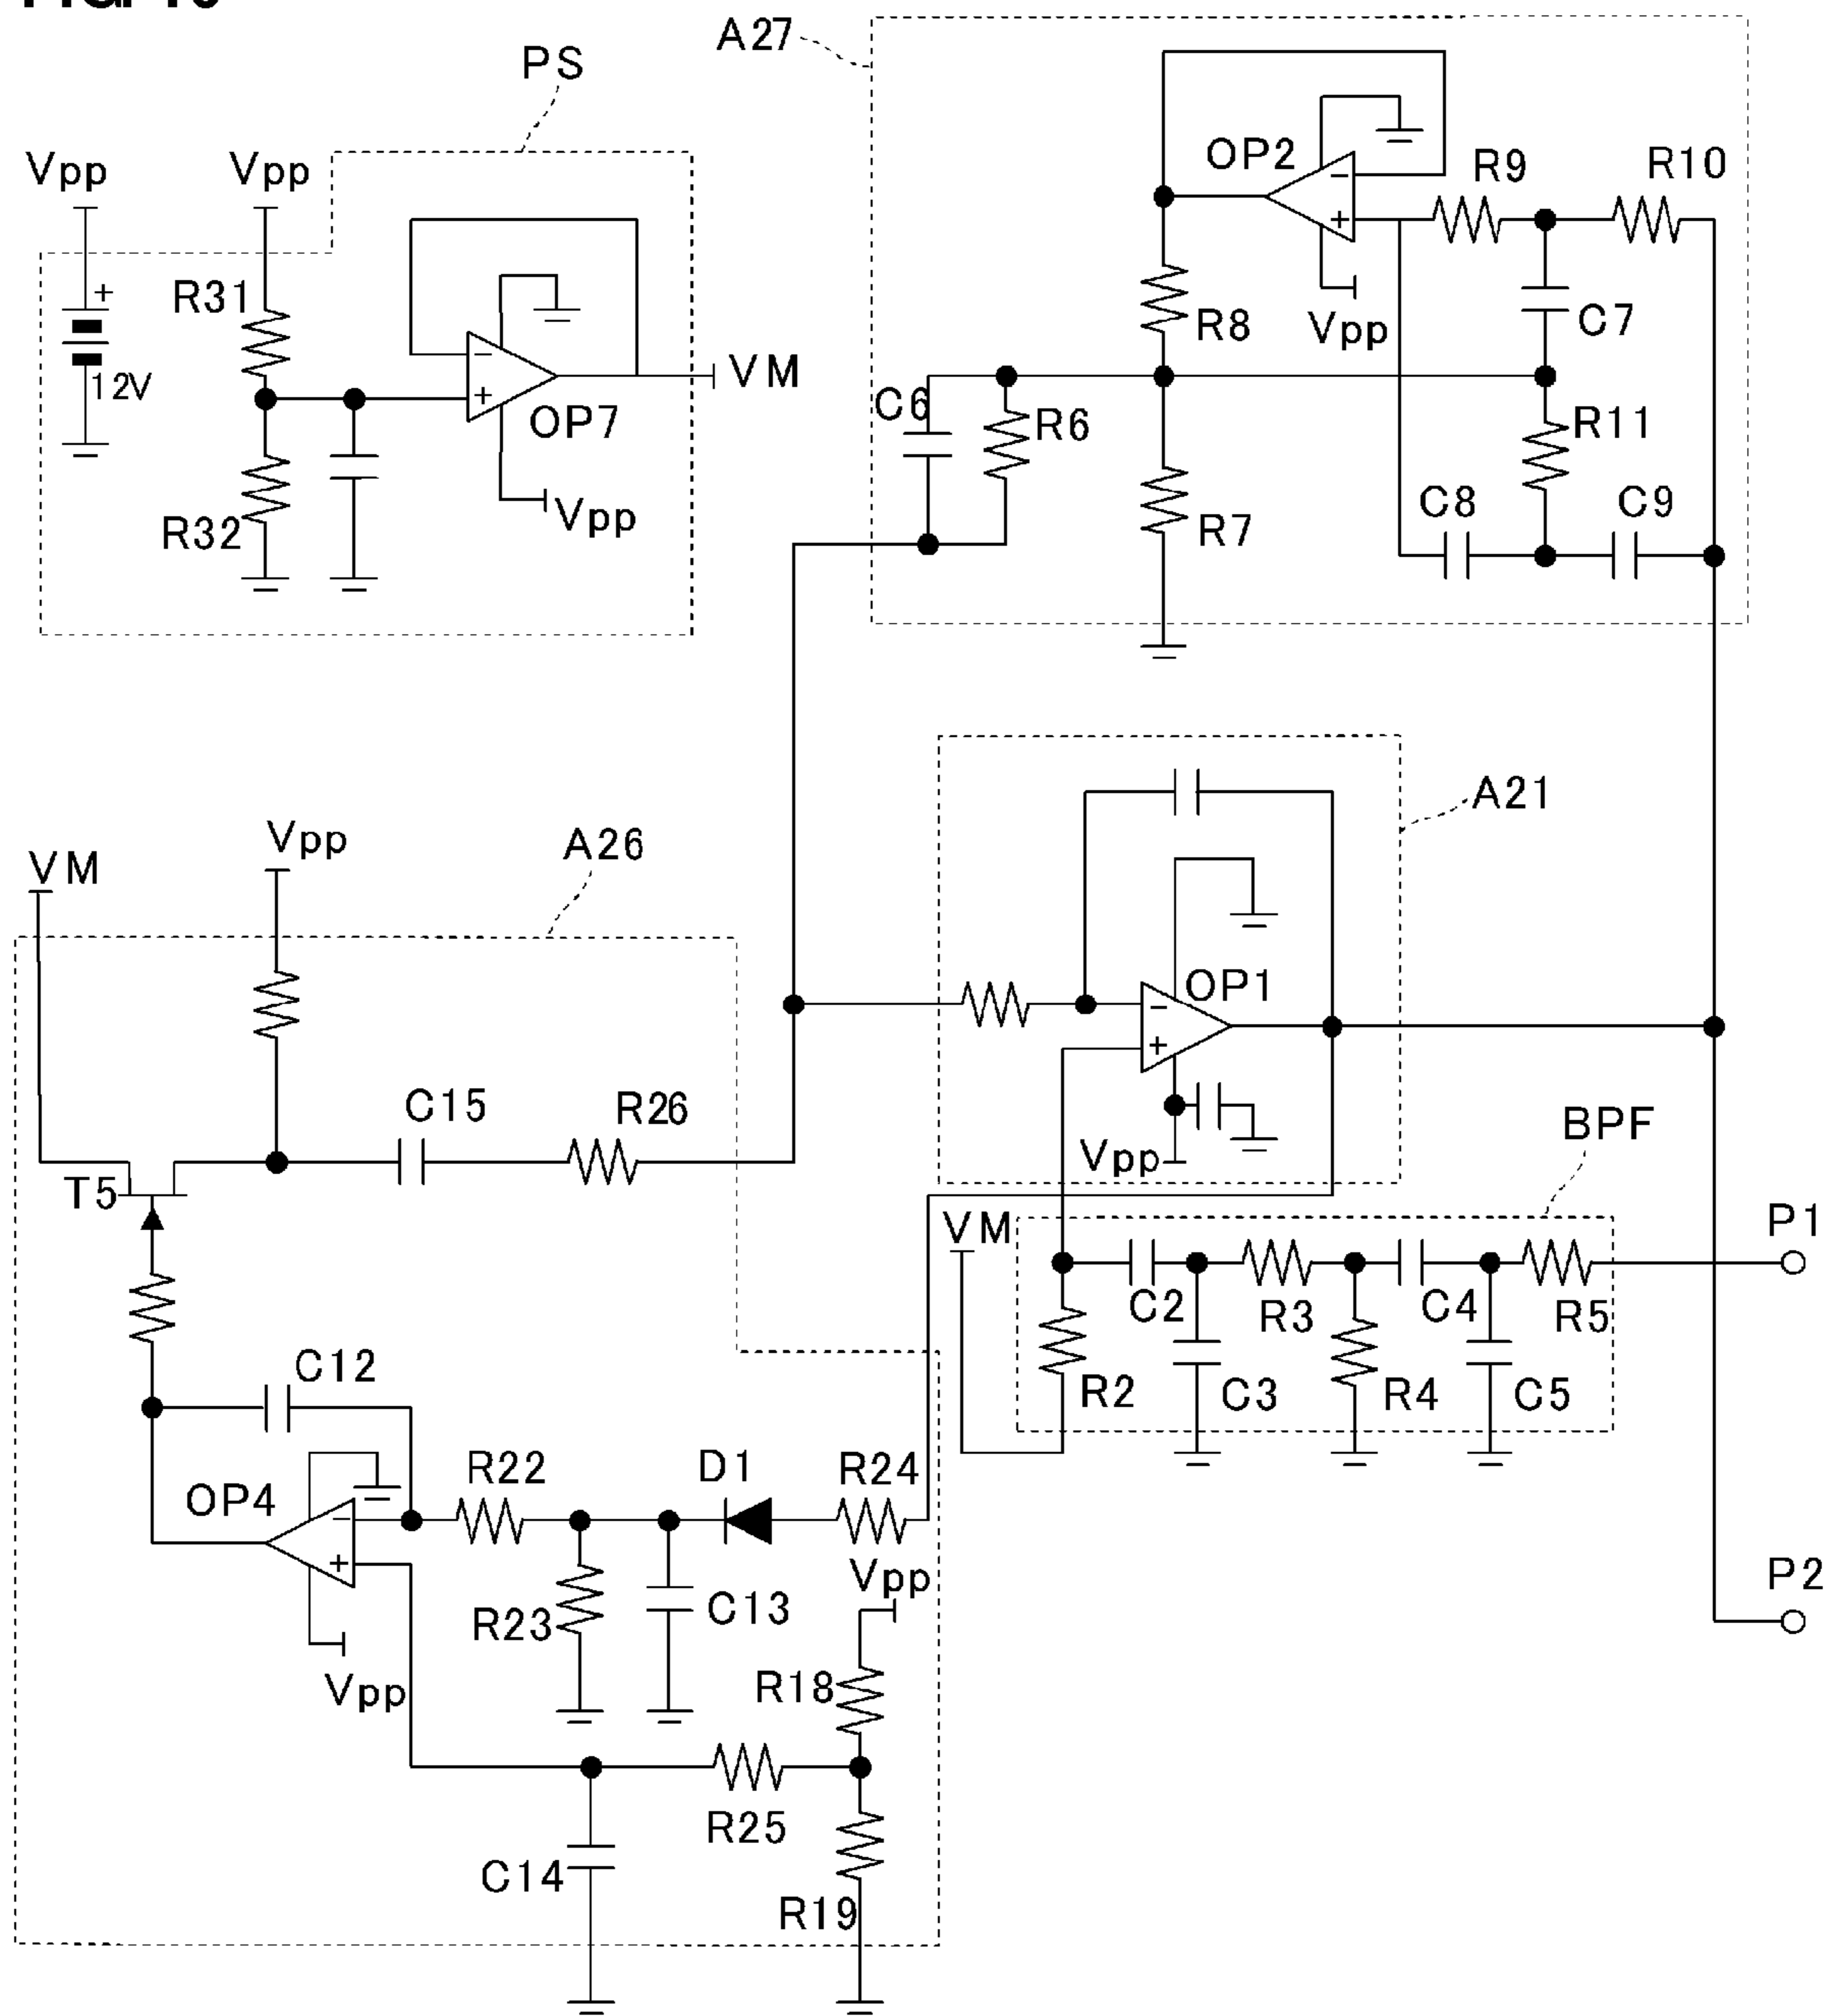 A27
PS
Vpp
Vpp
OP2
R9
R10
R31
+
12V
R8
Vpp
C7
-
+
OP7
VM
C6
R6
R11
R32
Vpp
R7
C8
C9
A21
VM
Vpp
A26
OP1
-
+
C15
R26
Vpp
BPF
T5
VM
P1
C2
R3
C4
R5
R2
C3
R4
C5
C12
OP4
R22
D1
R24
-
+
Vpp
P2
R23
C13
Vpp
R18
R25
C14
R19